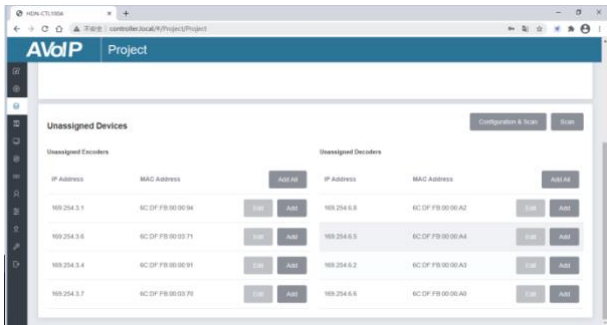 HDN-CTL100A
不安全 | controller.local/#/Project/Project
AVoIP Project
Unassigned Devices Configuration & Scan Scan
Unassigned Encoders Unassigned Decoders
IP Address MAC Address Add All IP Address MAC Address Add All
169.254.3.1 6C:DF:FB:00:00:94 Edit Add 169.254.6.8 6C:DF:FB:00:00:A2 Edit Add
169.254.3.6 6C:DF:FB:00:03:71 Edit Add 169.254.6.5 6C:DF:FB:00:00:A4 Edit Add
169.254.3.4 6C:DF:FB:00:00:91 Edit Add 169.254.6.2 6C:DF:FB:00:00:A3 Edit Add
169.254.3.7 6C:DF:FB:00:03:70 Edit Add 169.254.6.6 6C:DF:FB:00:00:A0 Edit Add